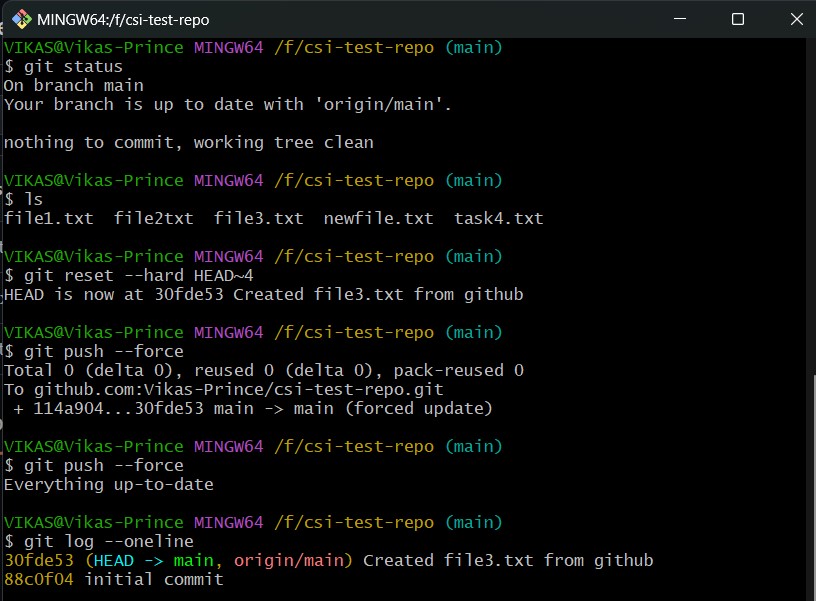 MINGW64:/f/csi-test-repo
VIKAS@Vikas-Prince MINGW64 /f/csi-test-repo (main)
$ git status
On branch main
Your branch is up to date with 'origin/main'.
nothing to commit, working tree clean
VIKAS@Vikas-Prince MINGW64 /f/csi-test-repo (main)
$ ls
file1.txt  file2txt  file3.txt  newfile.txt  task4.txt
VIKAS@Vikas-Prince MINGW64 /f/csi-test-repo (main)
$ git reset --hard HEAD~4
HEAD is now at 30fde53 Created file3.txt from github
VIKAS@Vikas-Prince MINGW64 /f/csi-test-repo (main)
$ git push --force
Total 0 (delta 0), reused 0 (delta 0), pack-reused 0
To github.com:Vikas-Prince/csi-test-repo.git
 + 114a904...30fde53 main -> main (forced update)
VIKAS@Vikas-Prince MINGW64 /f/csi-test-repo (main)
$ git push --force
Everything up-to-date
VIKAS@Vikas-Prince MINGW64 /f/csi-test-repo (main)
$ git log --oneline
30fde53 (HEAD -> main, origin/main) Created file3.txt from github
88c0f04 initial commit